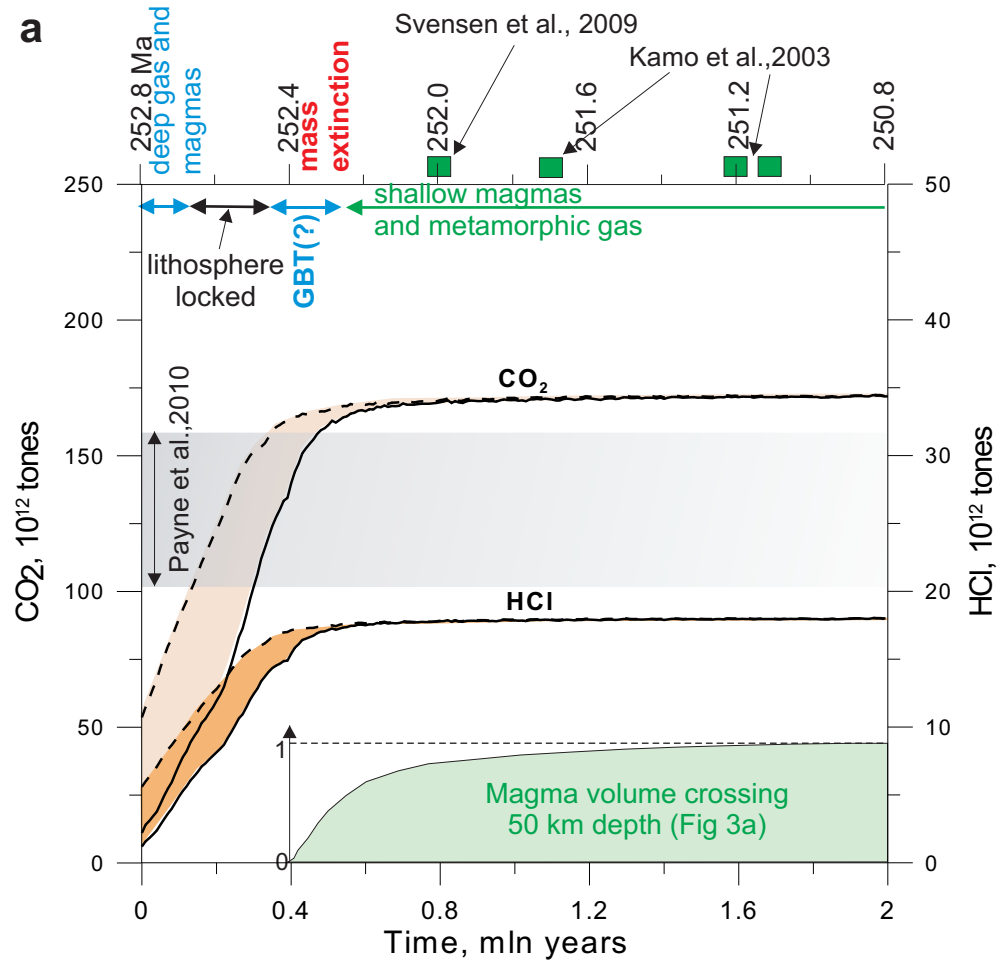 a
Svensen et al., 2009
Kamo et al.,2003
252.8 Ma
deep gas and
magmas
252.4
mass
extinction
252.0
251.6
251.2
250.8
250
200
150
100
50
0
50
40
30
20
10
0
shallow magmas
and metamorphic gas
lithosphere
locked
GBT(?)
Payne et al.,2010
CO2
HCl
CO2, 10^12 tones
HCl, 10^12 tones
1
0
Magma volume crossing
50 km depth (Fig 3a)
0
0.4
0.8
1.2
1.6
2
Time, mln years